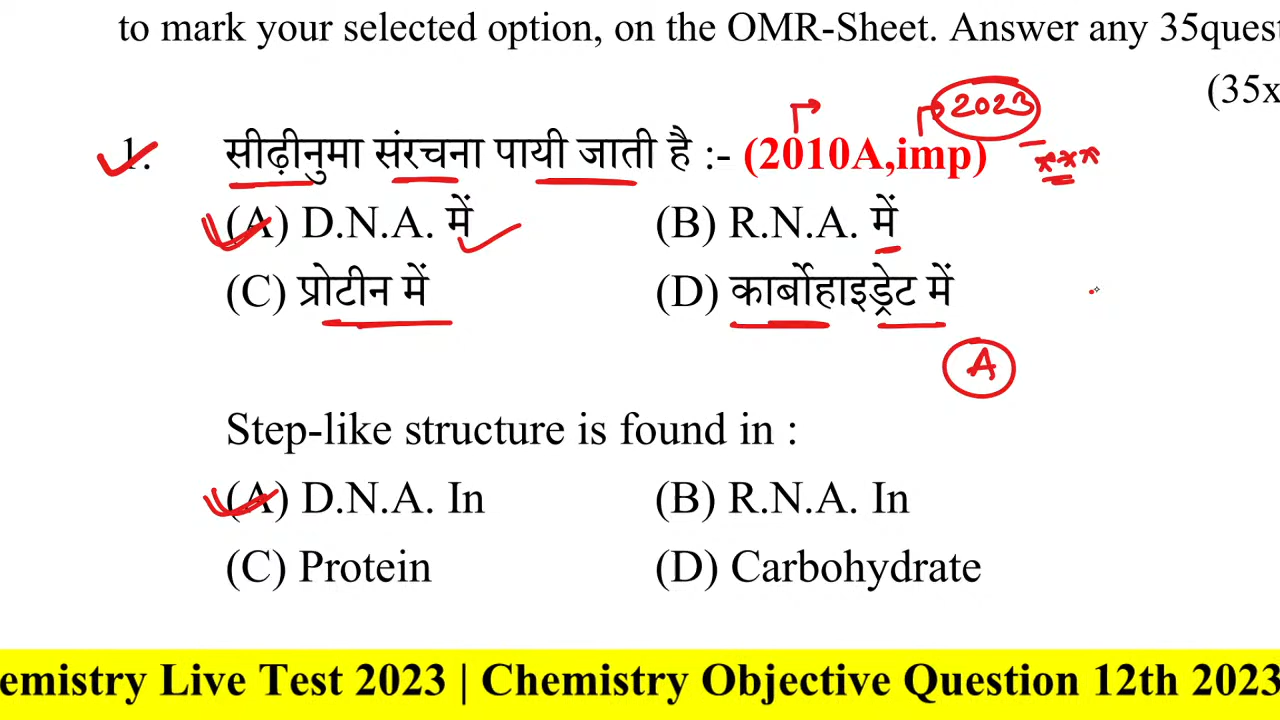 to mark your selected option, on the OMR-Sheet. Answer any 35quest
(35x
2023
1. सीढ़ीनुमा संरचना पायी जाती है :- (2010A,imp) ***
(A) D.N.A. में (B) R.N.A. में
(C) प्रोटीन में (D) कार्बोहाइड्रेट में
A
Step-like structure is found in :
(A) D.N.A. In (B) R.N.A. In
(C) Protein (D) Carbohydrate
emistry Live Test 2023 | Chemistry Objective Question 12th 2023